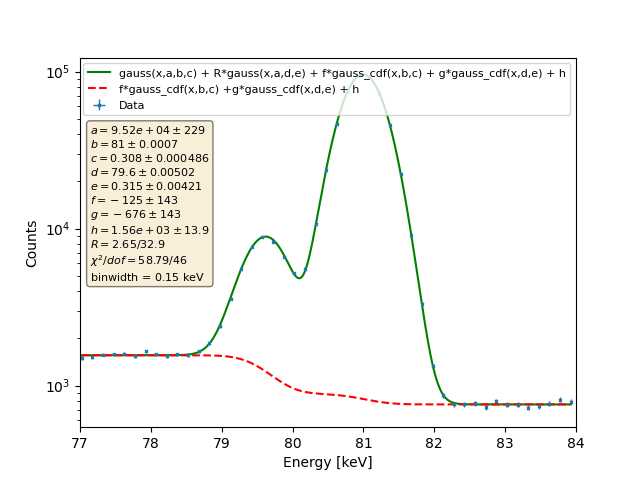 gauss(x,a,b,c) + R*gauss(x,a,d,e) + f*gauss_cdf(x,b,c) + g*gauss_cdf(x,d,e) + h
f*gauss_cdf(x,b,c) +g*gauss_cdf(x,d,e) + h
Data
a = 9.52e + 04 ± 229
b = 81 ± 0.0007
c = 0.308 ± 0.000486
d = 79.6 ± 0.00502
e = 0.315 ± 0.00421
f = − 125 ± 143
g = − 676 ± 143
h = 1.56e + 03 ± 13.9
R = 2.65/32.9
χ²/dof = 58.79/46
binwidth = 0.15 keV
10⁵
10⁴
10³
Counts
77 78 79 80 81 82 83 84
Energy [keV]